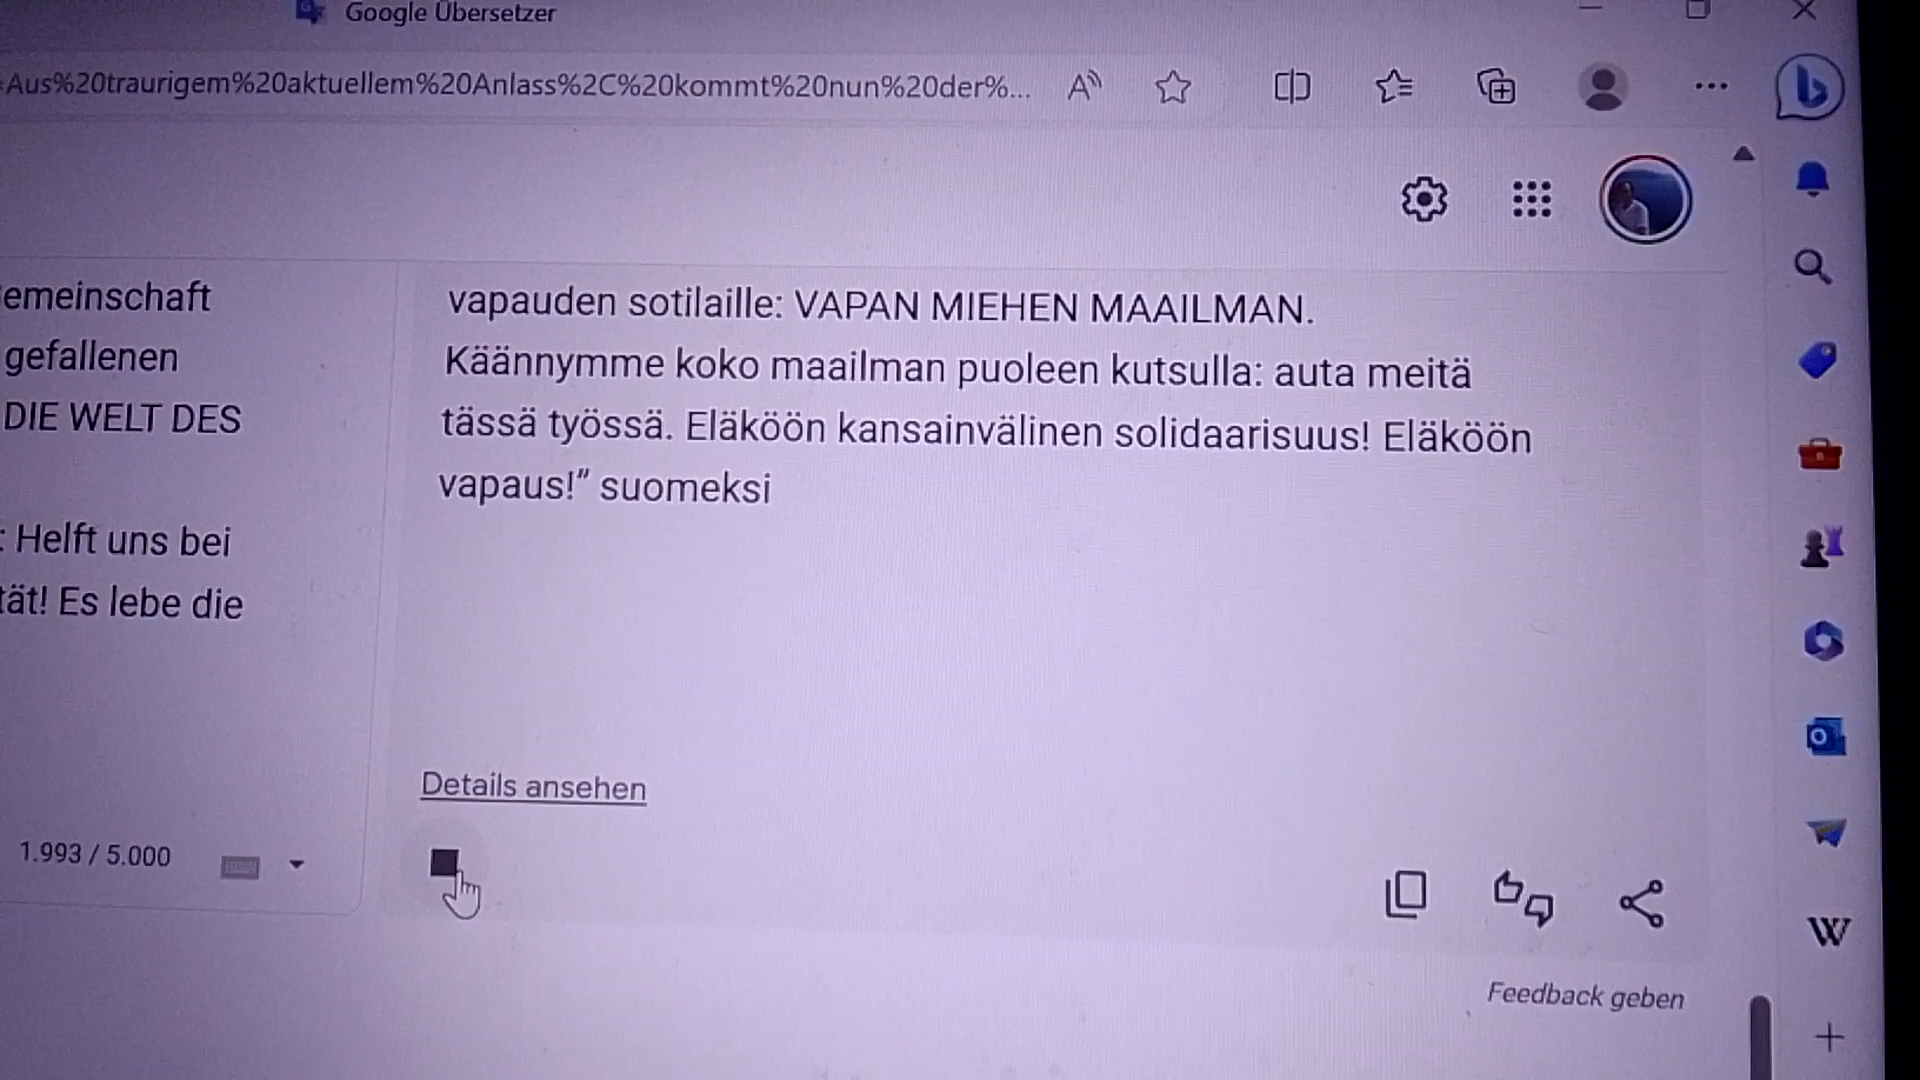 Google Übersetzer
Aus%20traurigem%20aktuellem%20Anlass%2C%20kommt%20nun%20der%...
emeinschaft
gefallenen
DIE WELT DES
: Helft uns bei
tät! Es lebe die
1.993 / 5.000
vapauden sotilaille: VAPAN MIEHEN MAAILMAN.
Käännymme koko maailman puoleen kutsulla: auta meitä
tässä työssä. Eläköön kansainvälinen solidaarisuus! Eläköön
vapaus!” suomeksi
Details ansehen
Feedback geben
W